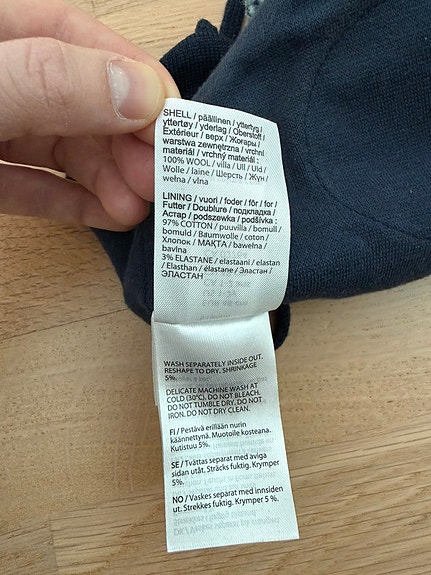 SHELL / päällinen / yttertyg /
yttertøy / yderlag / Oberstoff /
Extérieur / верх / Жоғары /
warstwa zewnętrzna / vrchní
materiál / vrchný materiál :
100% WOOL / villa / Ull / Uld /
Wolle / laine / Шерсть / ЖҮН /
wełna / vlna
LINING / vuori / foder / fôr / for /
Futter / Doublure / подкладка /
Астар / podszewka / podšívka :
97% COTTON / puuvilla / bomull /
bomuld / Baumwolle / coton /
Хлопок / МАҚТА / bawełna /
bavlna
3% ELASTANE / elastaani / elastan
/ Elasthan / élastane / Эластан /
ЭЛАСТАН
WASH SEPARATELY INSIDE OUT.
RESHAPE TO DRY. SHRINKAGE
5%.
DELICATE MACHINE WASH AT
COLD (30°C). DO NOT BLEACH.
DO NOT TUMBLE DRY. DO NOT
IRON. DO NOT DRY CLEAN.
FI / Pestävä erillään nurin
käännettynä. Muotoile kosteana.
Kutistuu 5%.
SE / Tvättas separat med aviga
sidan utåt. Sträcks fuktig. Krymper
5%.
NO / Vaskes separat med innsiden
ut. Strekkes fuktig. Krymper 5 %.